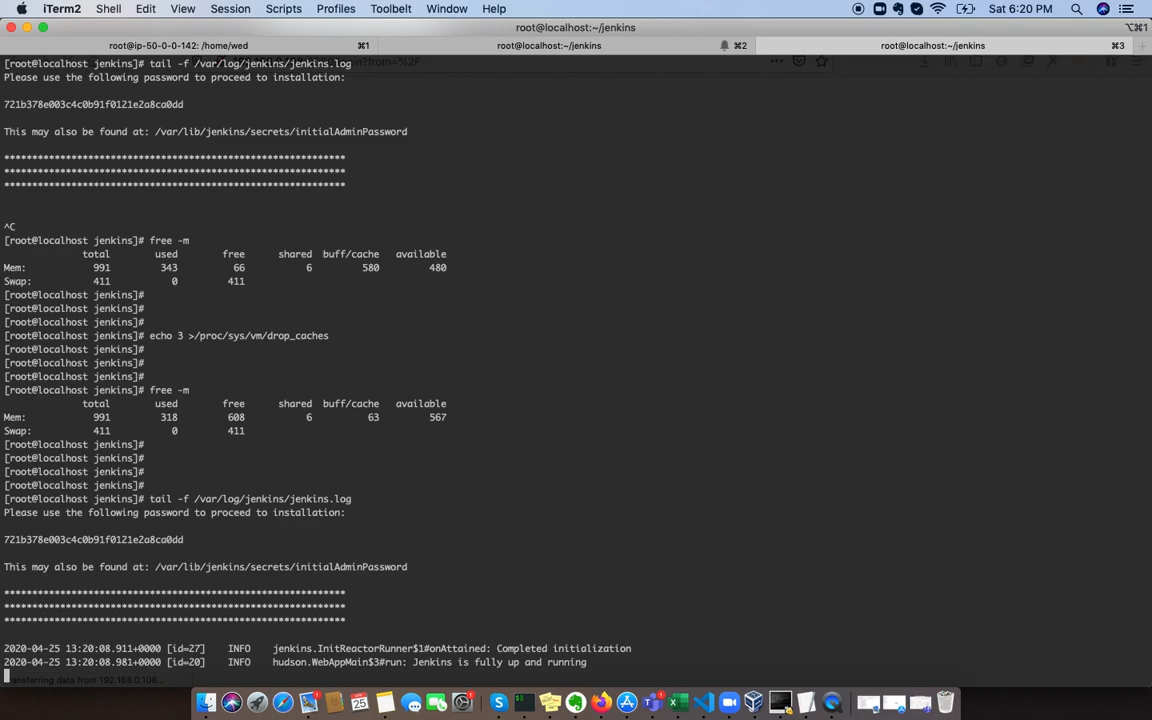 iTerm2 Shell Edit View Session Scripts Profiles Toolbelt Window Help Sat 6:20 PM
root@localhost:~/jenkins ⌥⌘1
root@ip-50-0-0-142: /home/wed ⌘1 root@localhost:~/jenkins ⌘2 root@localhost:~/jenkins ⌘3
[root@localhost jenkins]# tail -f /var/log/jenkins/jenkins.log
Please use the following password to proceed to installation:
721b378e003c4c0b91f0121e2a8ca0dd
This may also be found at: /var/lib/jenkins/secrets/initialAdminPassword
*************************************************************
*************************************************************
*************************************************************
^C
[root@localhost jenkins]# free -m
total used free shared buff/cache available
Mem: 991 343 66 6 580 480
Swap: 411 0 411
[root@localhost jenkins]#
[root@localhost jenkins]#
[root@localhost jenkins]#
[root@localhost jenkins]# echo 3 >/proc/sys/vm/drop_caches
[root@localhost jenkins]#
[root@localhost jenkins]#
[root@localhost jenkins]#
[root@localhost jenkins]# free -m
total used free shared buff/cache available
Mem: 991 318 608 6 63 567
Swap: 411 0 411
[root@localhost jenkins]#
[root@localhost jenkins]#
[root@localhost jenkins]#
[root@localhost jenkins]#
[root@localhost jenkins]# tail -f /var/log/jenkins/jenkins.log
Please use the following password to proceed to installation:
721b378e003c4c0b91f0121e2a8ca0dd
This may also be found at: /var/lib/jenkins/secrets/initialAdminPassword
*************************************************************
*************************************************************
*************************************************************
2020-04-25 13:20:08.911+0000 [id=27] INFO jenkins.InitReactorRunner$1#onAttained: Completed initialization
2020-04-25 13:20:08.981+0000 [id=20] INFO hudson.WebAppMain$3#run: Jenkins is fully up and running
ansferring data from 192.168.0.108...